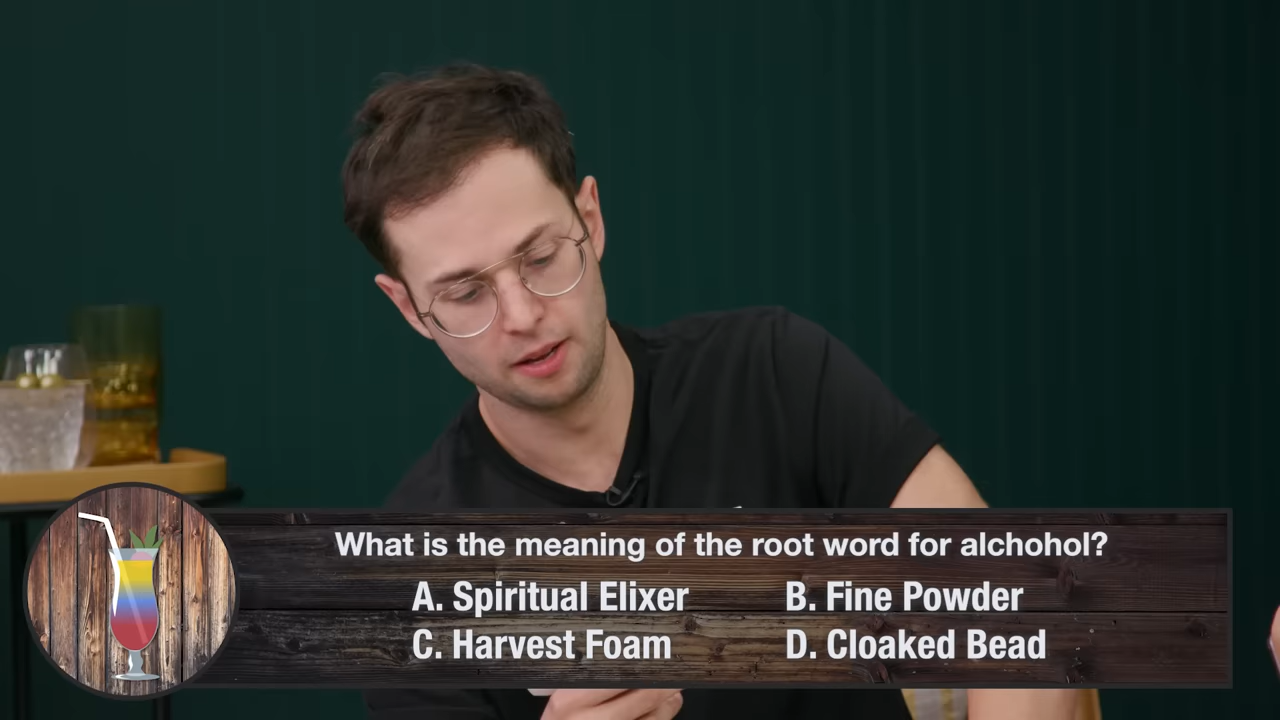 What is the meaning of the root word for alchohol?
A. Spiritual Elixer B. Fine Powder
C. Harvest Foam D. Cloaked Bead